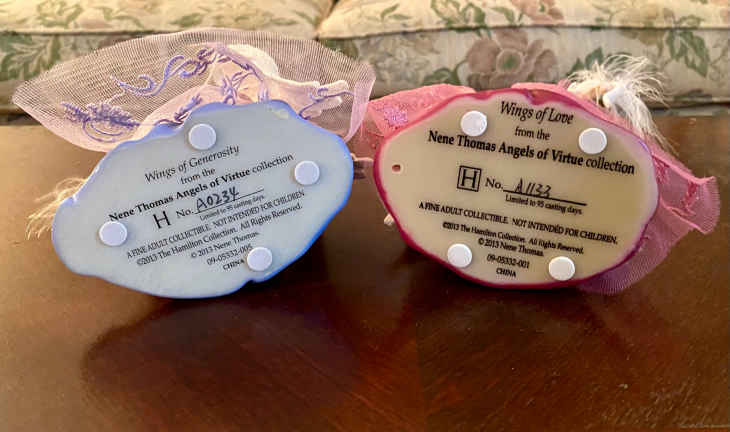 Wings of Generosity
from the
Nene Thomas Angels of Virtue collection
H No. A0234
Limited to 95 casting days.
A FINE ADULT COLLECTIBLE. NOT INTENDED FOR CHILDREN.
©2013 The Hamilton Collection. All Rights Reserved.
© 2013 Nene Thomas.
09-05332-005
CHINA
Wings of Love
from the
Nene Thomas Angels of Virtue collection
H No. A1133
Limited to 95 casting days.
A FINE ADULT COLLECTIBLE. NOT INTENDED FOR CHILDREN.
©2013 The Hamilton Collection. All Rights Reserved.
© 2013 Nene Thomas.
09-05332-001
CHINA